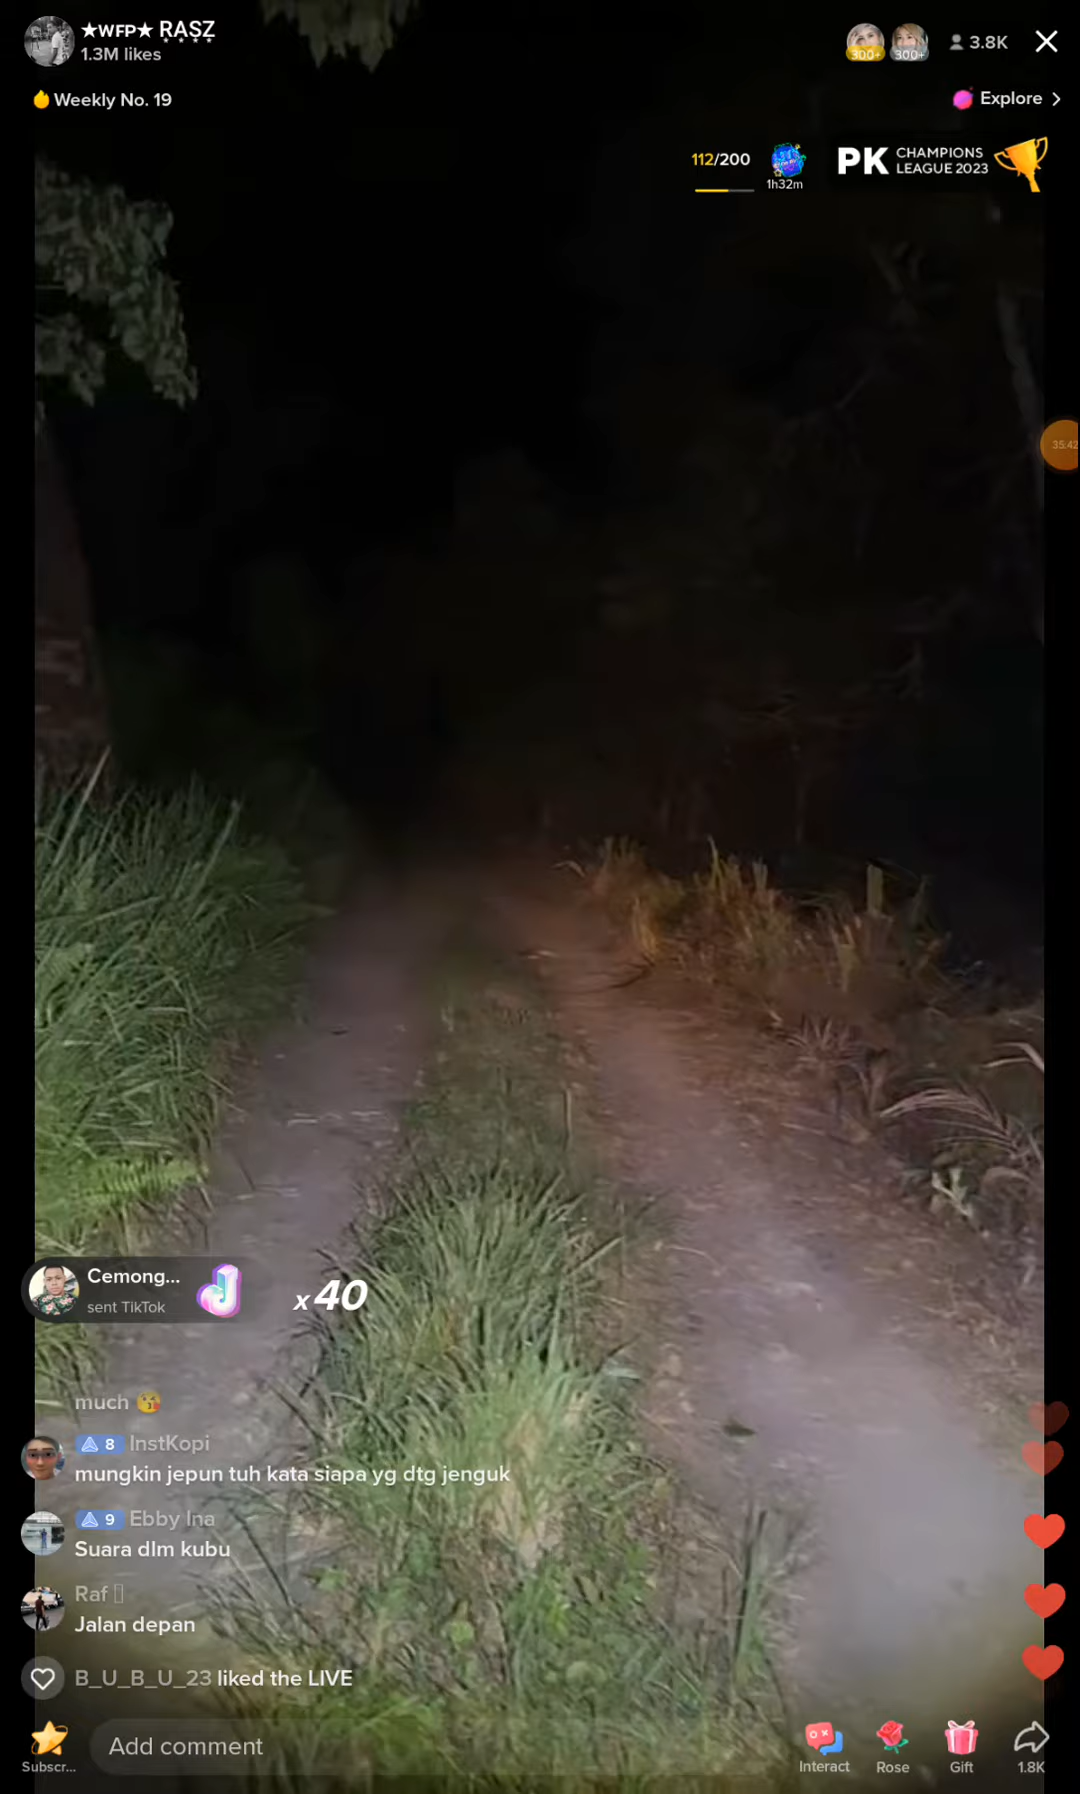 ★WFP★ RASZ
1.3M likes
300+
300+
3.8K
Weekly No. 19
Explore
112/200
1h32m
PK CHAMPIONS
LEAGUE 2023
35:42
Cemong...
sent TikTok
x40
much 😘
8 InstKopi
mungkin jepun tuh kata siapa yg dtg jenguk
9 Ebby Ina
Suara dlm kubu
Raf
Jalan depan
B_U_B_U_23 liked the LIVE
Subscr...
Add comment
Interact
Rose
Gift
1.8K